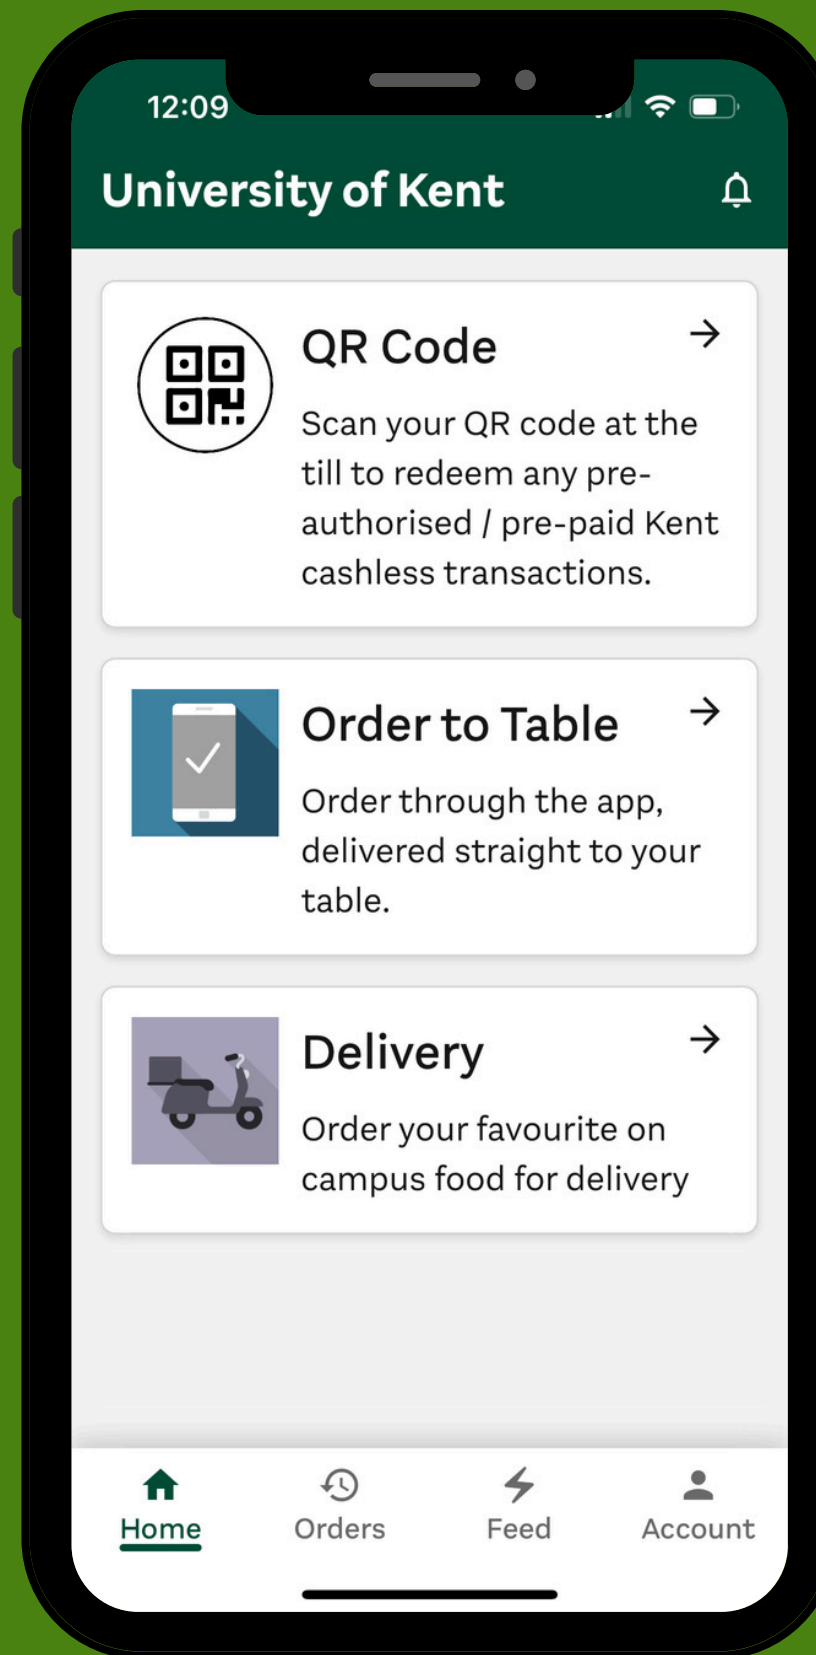 12:09
University of Kent
QR Code
Scan your QR code at the
till to redeem any pre-
authorised / pre-paid Kent
cashless transactions.
Order to Table
Order through the app,
delivered straight to your
table.
Delivery
Order your favourite on
campus food for delivery
Home
Orders
Feed
Account